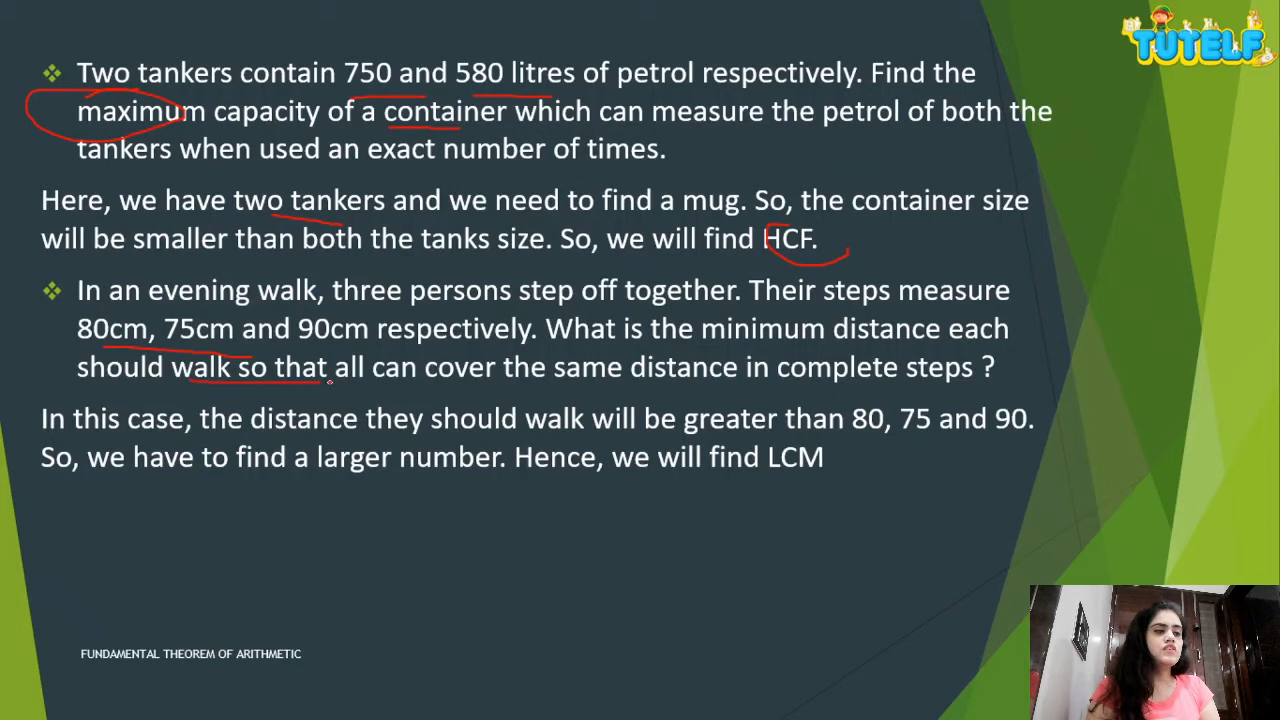 TUTELF
❖ Two tankers contain 750 and 580 litres of petrol respectively. Find the
maximum capacity of a container which can measure the petrol of both the
tankers when used an exact number of times.
Here, we have two tankers and we need to find a mug. So, the container size
will be smaller than both the tanks size. So, we will find HCF.
❖ In an evening walk, three persons step off together. Their steps measure
80cm, 75cm and 90cm respectively. What is the minimum distance each
should walk so that all can cover the same distance in complete steps ?
In this case, the distance they should walk will be greater than 80, 75 and 90.
So, we have to find a larger number. Hence, we will find LCM
FUNDAMENTAL THEOREM OF ARITHMETIC